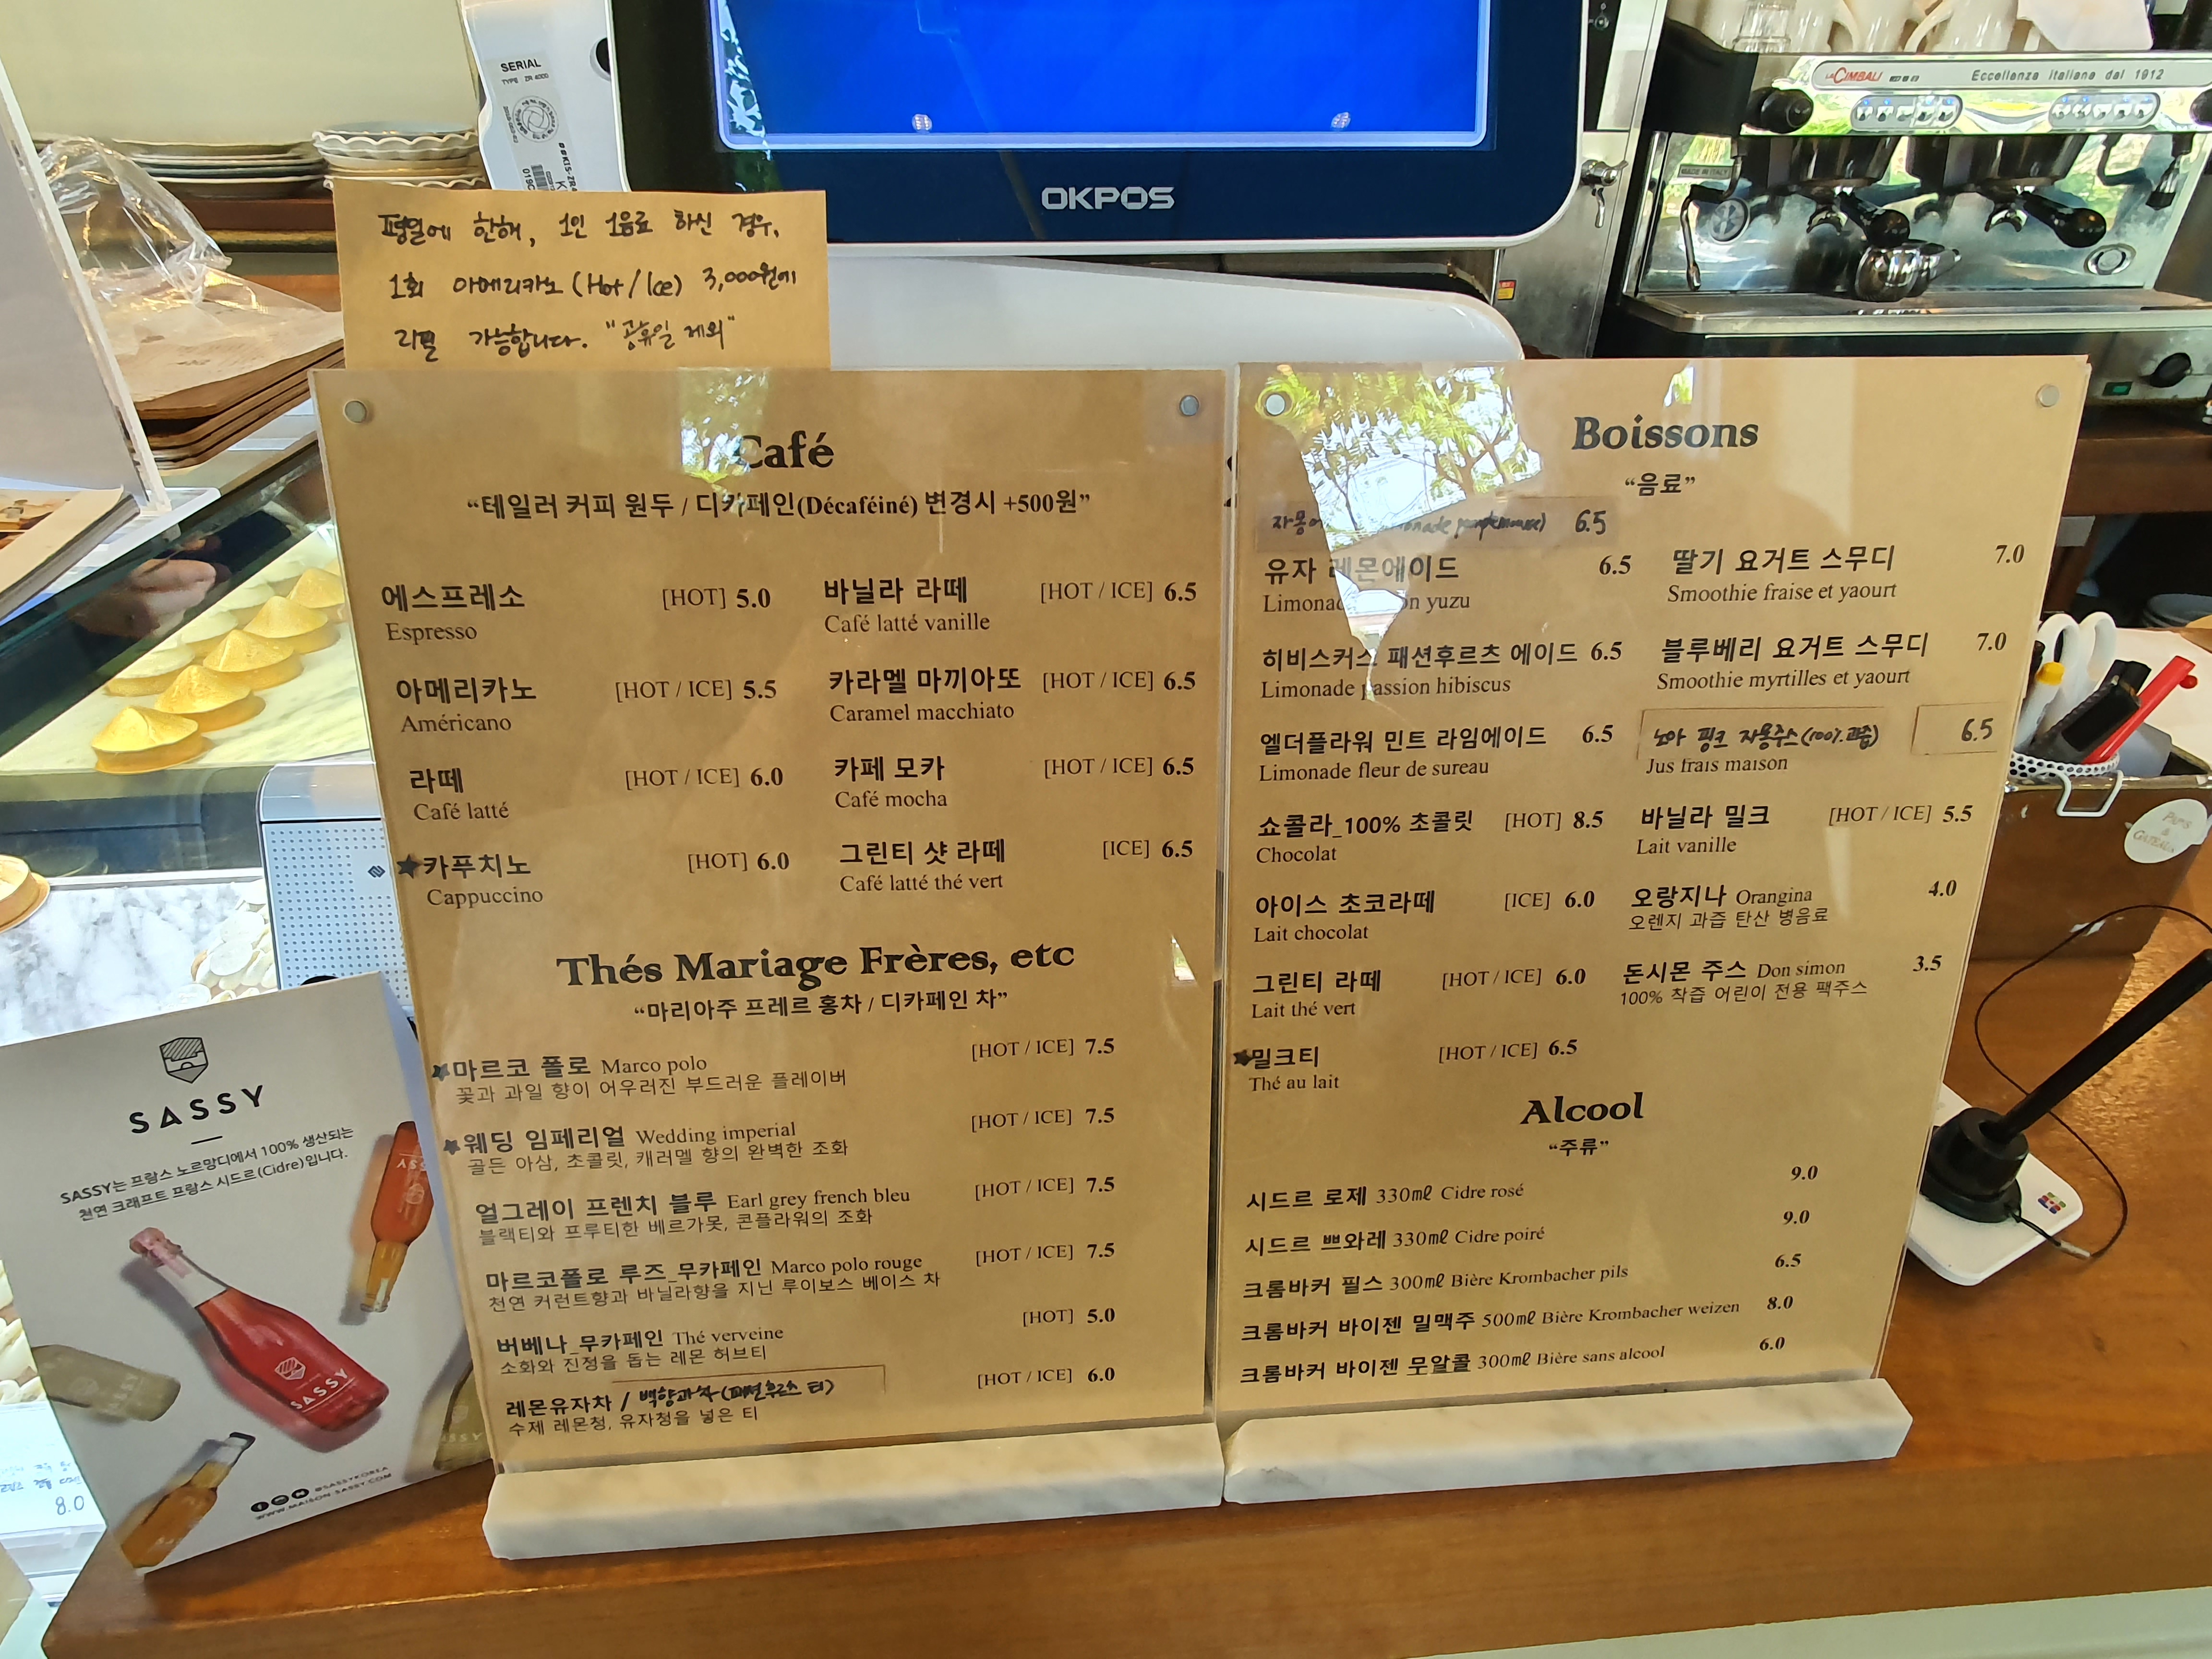 SERIAL
TYPE ZR 4000
OKPOS
LaCIMBALI
Eccellenza italiana dal 1912
MADE IN ITALY
평일에 한해, 1인 1음료 하신 경우,
1회 아메리카노 (Hot / Ice) 3,000원에
리필 가능합니다. "공휴일 제외"
Café
“테일러 커피 원두 / 디카페인(Décaféiné) 변경시 +500원”
에스프레소 [HOT] 5.0
Espresso
아메리카노 [HOT / ICE] 5.5
Américano
라떼 [HOT / ICE] 6.0
Café latté
★카푸치노 [HOT] 6.0
Cappuccino
바닐라 라떼 [HOT / ICE] 6.5
Café latté vanille
카라멜 마끼아또 [HOT / ICE] 6.5
Caramel macchiato
카페 모카 [HOT / ICE] 6.5
Café mocha
그린티 샷 라떼 [ICE] 6.5
Café latté thé vert
Thés Mariage Frères, etc
“마리아주 프레르 홍차 / 디카페인 차”
★마르코 폴로 Marco polo [HOT / ICE] 7.5
꽃과 과일 향이 어우러진 부드러운 플레이버
★웨딩 임페리얼 Wedding imperial [HOT / ICE] 7.5
골든 아삼, 초콜릿, 캐러멜 향의 완벽한 조화
얼그레이 프렌치 블루 Earl grey french bleu [HOT / ICE] 7.5
블랙티와 프루티한 베르가못, 콘플라워의 조화
마르코폴로 루즈_무카페인 Marco polo rouge [HOT / ICE] 7.5
천연 커런트향과 바닐라향을 지닌 루이보스 베이스 차
버베나_무카페인 Thé verveine [HOT] 5.0
소화와 진정을 돕는 레몬 허브티
레몬유자차 / 백향과차 (패션후르츠 티) [HOT / ICE] 6.0
수제 레몬청, 유자청을 넣은 티
Boissons
“음료”
6.5
유자 레몬에이드 6.5
yuzu
히비스커스 패션후르츠 에이드 6.5
Limonade passion hibiscus
엘더플라워 민트 라임에이드 6.5
Limonade fleur de sureau
쇼콜라_100% 초콜릿 [HOT] 8.5
Chocolat
아이스 초코라떼 [ICE] 6.0
Lait chocolat
그린티 라떼 [HOT / ICE] 6.0
Lait thé vert
★밀크티 [HOT / ICE] 6.5
Thé au lait
딸기 요거트 스무디 7.0
Smoothie fraise et yaourt
블루베리 요거트 스무디 7.0
Smoothie myrtilles et yaourt
노아 핑크 자몽주스 (100% 과즙) 6.5
Jus frais maison
바닐라 밀크 [HOT / ICE] 5.5
Lait vanille
오랑지나 Orangina 4.0
오렌지 과즙 탄산 병음료
돈시몬 주스 Don simon 3.5
100% 착즙 어린이 전용 팩주스
Alcool
“주류”
시드르 로제 330㎖ Cidre rosé 9.0
시드르 쁘와레 330㎖ Cidre poiré 9.0
크롬바커 필스 300㎖ Bière Krombacher pils 6.5
크롬바커 바이젠 밀맥주 500㎖ Bière Krombacher weizen 8.0
크롬바커 바이젠 무알콜 300㎖ Bière sans alcool 6.0
SASSY
SASSY는 프랑스 노르망디에서 100% 생산되는
천연 크래프트 프랑스 시드르(Cidre)입니다.
SASSY
SASSY
SASSY
SASSY
@SASSYKOREA
WWW.MAISON-SASSY.COM
8.0